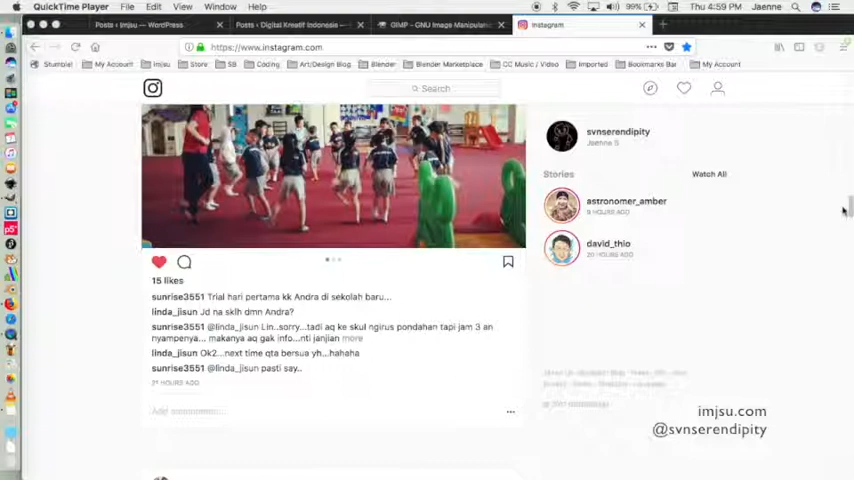 QuickTime Player File Edit View Window Help 99% Thu 4:59 PM Jaenne
Posts ‹ Imjsu — WordPress
Posts ‹ Digital Kreatif Indonesia —
GIMP - GNU Image Manipulat
Instagram
https://www.instagram.com
Stumble! My Account Imjsu Store SB Coding Art/Design Blog Blender Blender Marketplace CC Music / Video Imported Bookmarks Bar My Account
Search
svnserendipity
Jaenne S
Stories Watch All
astronomer_amber
9 HOURS AGO
david_thio
20 HOURS AGO
15 likes
sunrise3551 Trial hari pertama kk Andra di sekolah baru...
linda_jisun Jd na sklh dmn Andra?
sunrise3551 @linda_jisun Lin..sorry...tadi aq ke skul ngirus pondahan tapi jam 3 an
nympena... makanya aq gak info...nti janjian more
linda_jisun Ok2...next time qta bersua yh...hahaha
sunrise3551 @linda_jisun pasti say..
21 HOURS AGO
Add a comment...
imjsu.com
@svnserendipity